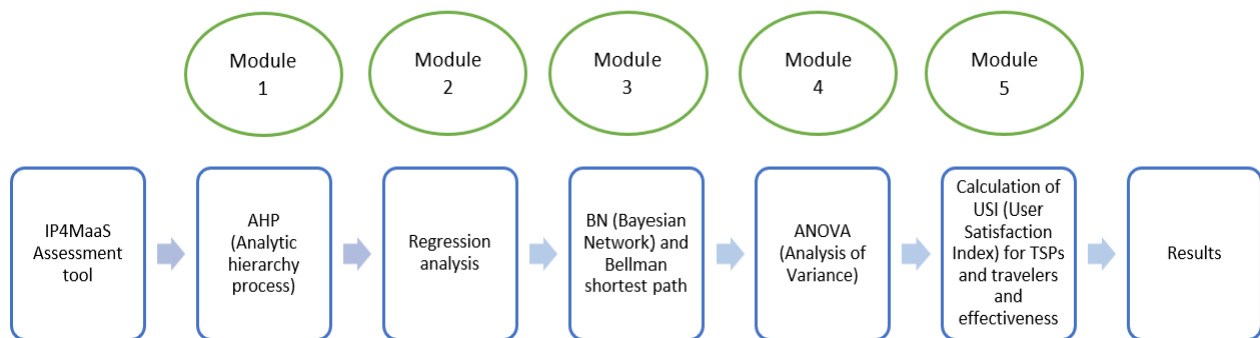 Module
1
Module
2
Module
3
Module
4
Module
5
IP4MaaS
Assessment
tool
AHP
(Analytic
hierarchy
process)
Regression
analysis
BN (Bayesian
Network) and
Bellman
shortest path
ANOVA
(Analysis of
Variance)
Calculation of
USI (User
Satisfaction
Index) for TSPs
and travelers
and
effectiveness
Results